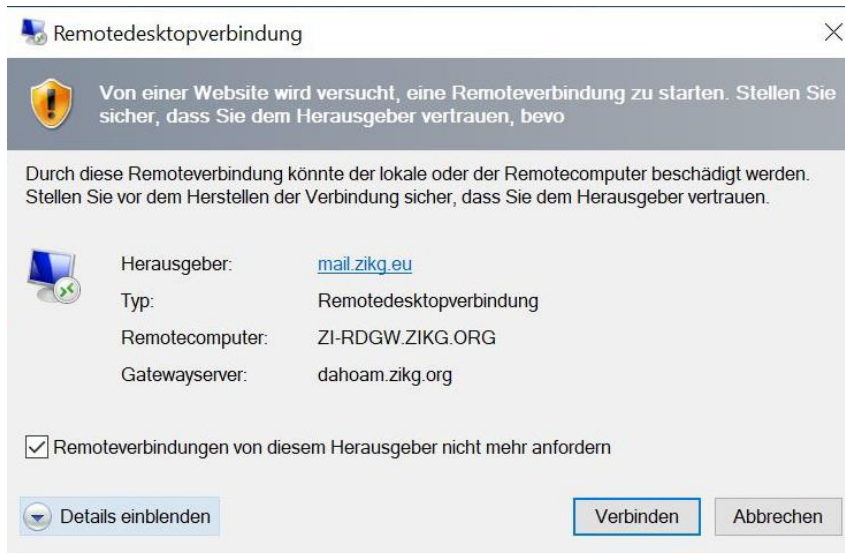 Remotedesktopverbindung
Von einer Website wird versucht, eine Remoteverbindung zu starten. Stellen Sie
sicher, dass Sie dem Herausgeber vertrauen, bevo
Durch diese Remoteverbindung könnte der lokale oder der Remotecomputer beschädigt werden.
Stellen Sie vor dem Herstellen der Verbindung sicher, dass Sie dem Herausgeber vertrauen.
Herausgeber: mail.zikg.eu
Typ: Remotedesktopverbindung
Remotecomputer: ZI-RDGW.ZIKG.ORG
Gatewayserver: dahoam.zikg.org
Remoteverbindungen von diesem Herausgeber nicht mehr anfordern
Details einblenden Verbinden Abbrechen